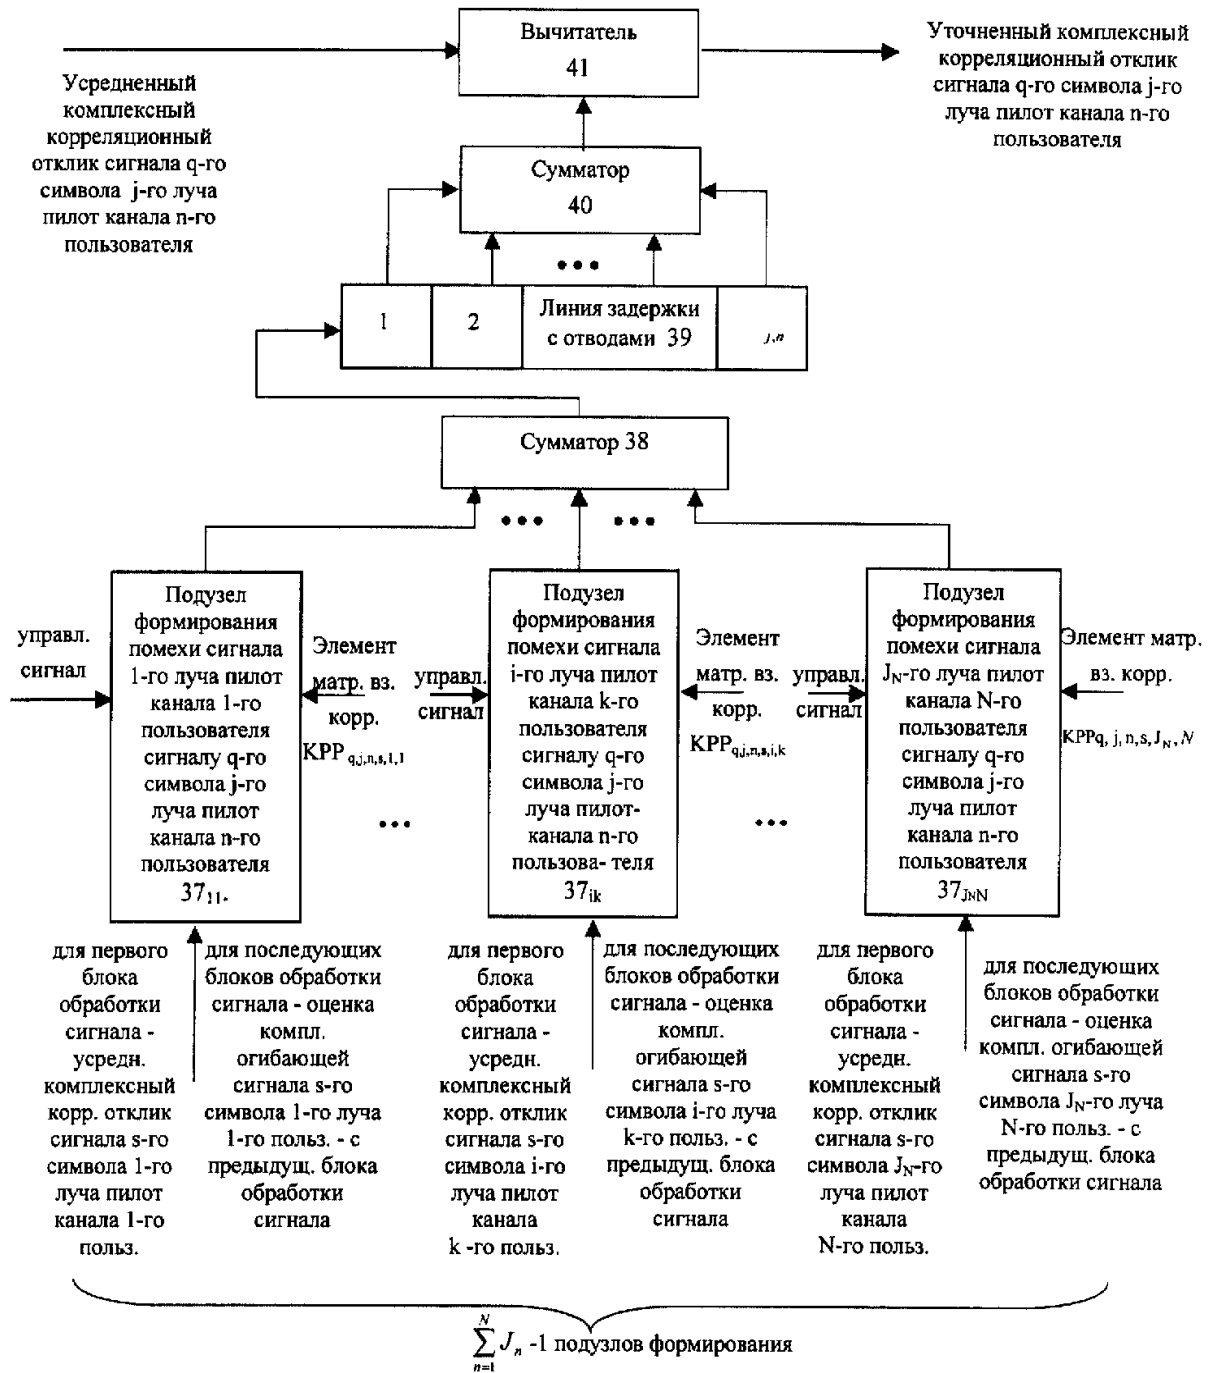 Вычитатель
41
Усредненный
комплексный
корреляционный
отклик сигнала q-го
символа j-го луча
пилот канала n-го
пользователя
Уточненный комплексный
корреляционный отклик
сигнала q-го символа j-го
луча пилот канала n-го
пользователя
Сумматор
40
•••
1
2
Линия задержки
с отводами 39
j,n
Сумматор 38
•••
•••
управл.
сигнал
Подузел
формирования
помехи сигнала
1-го луча пилот
канала 1-го
пользователя
сигналу q-го
символа j-го
луча пилот
канала n-го
пользователя
37₁₁.
Элемент
матр. вз.
корр.
KPP q,j,n,s,1,1
•••
управл.
сигнал
Подузел
формирования
помехи сигнала
i-го луча пилот
канала k-го
пользователя
сигналу q-го
символа j-го
луча пилот-
канала n-го
пользова- теля
37ik
Элемент
матр. вз.
корр.
KPP q,j,n,s,i,k
•••
управл.
сигнал
Подузел
формирования
помехи сигнала
JN-го луча пилот
канала N-го
пользователя
сигналу q-го
символа j-го
луча пилот
канала n-го
пользователя
37JNN
Элемент матр.
вз. корр.
KPPq, j, n, s, JN, N
для первого
блока
обработки
сигнала -
усредн.
комплексный
корр. отклик
сигнала s-го
символа 1-го
луча пилот
канала 1-го
польз.
для последующих
блоков обработки
сигнала - оценка
компл.
огибающей
сигнала s-го
символа 1-го луча
1-го польз. - с
предыдущ. блока
обработки
сигнала
для первого
блока
обработки
сигнала -
усредн.
комплексный
корр. отклик
сигнала s-го
символа i-го
луча пилот
канала
k -го польз.
для последующих
блоков обработки
сигнала - оценка
компл.
огибающей
сигнала s-го
символа i-го луча
k-го польз. - с
предыдущ. блока
обработки
сигнала
для первого
блока
обработки
сигнала -
усредн.
комплексный
корр. отклик
сигнала s-го
символа JN-го
луча пилот
канала
N-го польз.
для последующих
блоков обработки
сигнала - оценка
компл. огибающей
сигнала s-го
символа JN-го луча
N-го польз. - с
предыдущ. блока
обработки сигнала
N
∑ Jn -1 подузлов формирования
n=1